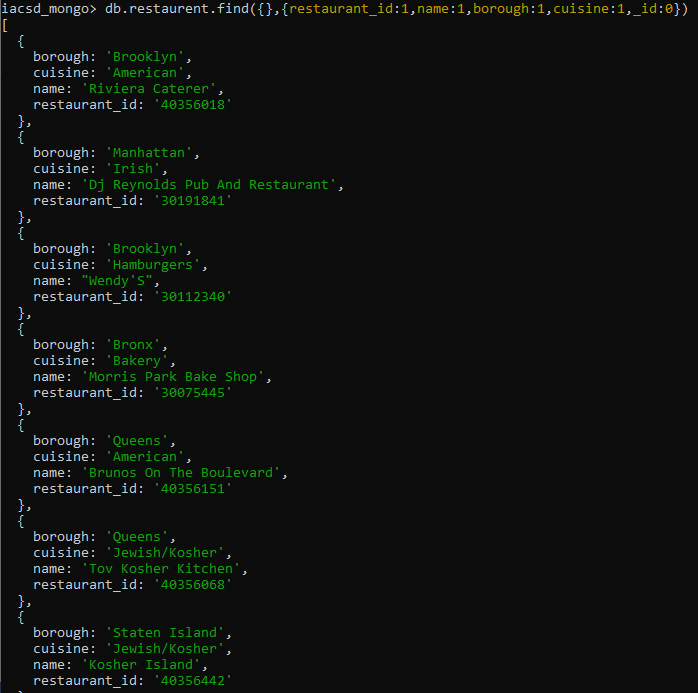 iacsd_mongo> db.restaurent.find({},{restaurant_id:1,name:1,borough:1,cuisine:1,_id:0})
[
  {
    borough: 'Brooklyn',
    cuisine: 'American',
    name: 'Riviera Caterer',
    restaurant_id: '40356018'
  },
  {
    borough: 'Manhattan',
    cuisine: 'Irish',
    name: 'Dj Reynolds Pub And Restaurant',
    restaurant_id: '30191841'
  },
  {
    borough: 'Brooklyn',
    cuisine: 'Hamburgers',
    name: "Wendy'S",
    restaurant_id: '30112340'
  },
  {
    borough: 'Bronx',
    cuisine: 'Bakery',
    name: 'Morris Park Bake Shop',
    restaurant_id: '30075445'
  },
  {
    borough: 'Queens',
    cuisine: 'American',
    name: 'Brunos On The Boulevard',
    restaurant_id: '40356151'
  },
  {
    borough: 'Queens',
    cuisine: 'Jewish/Kosher',
    name: 'Tov Kosher Kitchen',
    restaurant_id: '40356068'
  },
  {
    borough: 'Staten Island',
    cuisine: 'Jewish/Kosher',
    name: 'Kosher Island',
    restaurant_id: '40356442'